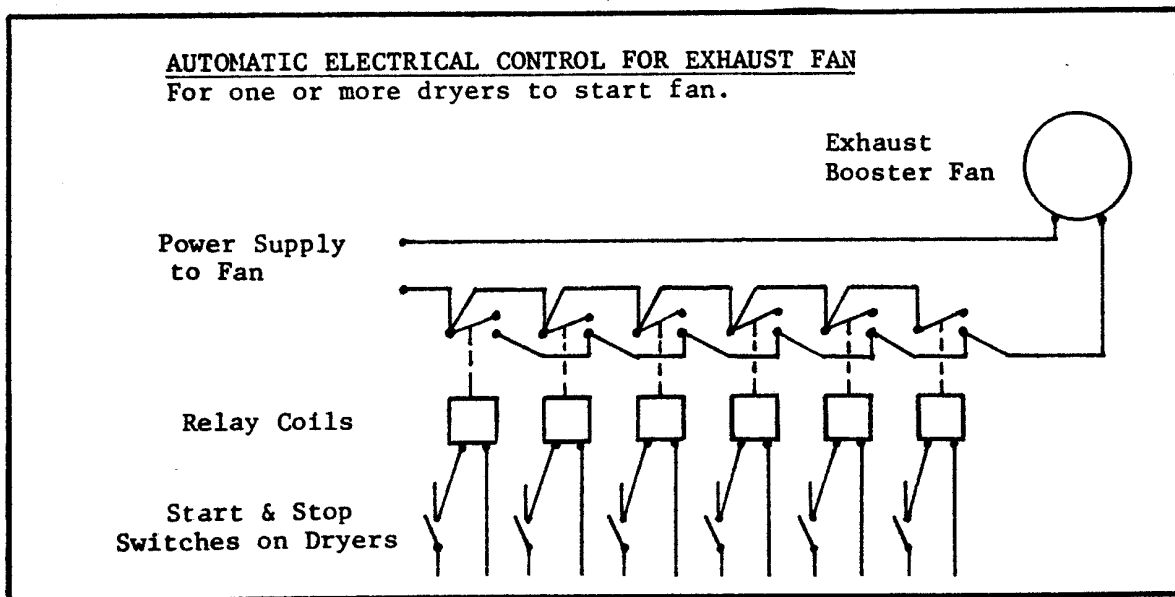 AUTOMATIC ELECTRICAL CONTROL FOR EXHAUST FAN
For one or more dryers to start fan.
Exhaust
Booster Fan
Power Supply
to Fan
Relay Coils
Start & Stop
Switches on Dryers